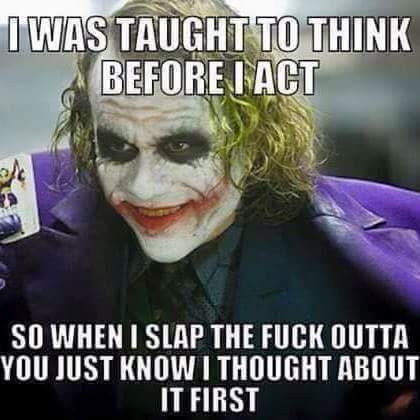 I WAS TAUGHT TO THINK
BEFORE I ACT
SO WHEN I SLAP THE FUCK OUTTA
YOU JUST KNOW I THOUGHT ABOUT
IT FIRST